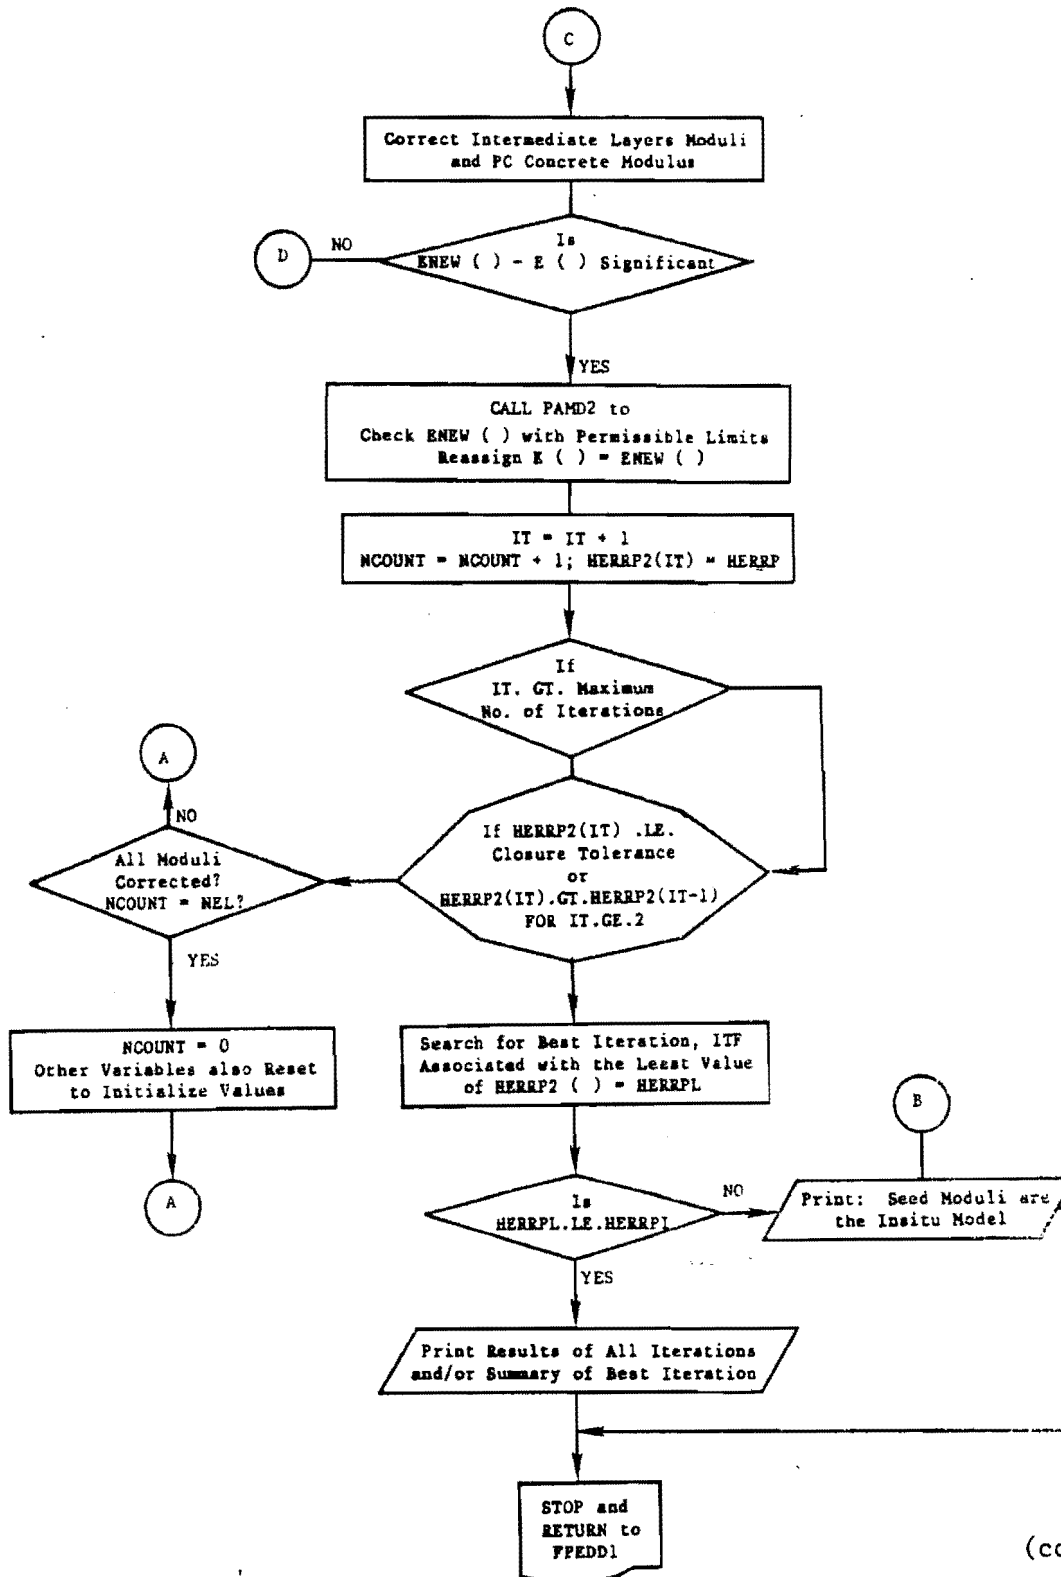 C
Correct Intermediate Layers Moduli
and PC Concrete Modulus
Is
ENEW ( ) - E ( ) Significant
NO
D
YES
CALL PAMD2 to
Check ENEW ( ) with Permissible Limits
Reassign E ( ) = ENEW ( )
IT = IT + 1
NCOUNT = NCOUNT + 1; HERRP2(IT) = HERRP
If
IT. GT. Maximum
No. of Iterations
If HERRP2(IT) .LE.
Closure Tolerance
or
HERRP2(IT).GT.HERRP2(IT-1)
FOR IT.GE.2
A
NO
All Moduli
Corrected?
NCOUNT = NEL?
YES
NCOUNT = 0
Other Variables also Reset
to Initialize Values
A
Search for Best Iteration, ITF
Associated with the Least Value
of HERRP2 ( ) = HERRPL
Is
HERRPL.LE.HERRPI
NO
B
Print: Seed Moduli are
the Insitu Model
YES
Print Results of All Iterations
and/or Summary of Best Iteration
STOP and
RETURN to
FPEDD1
(co